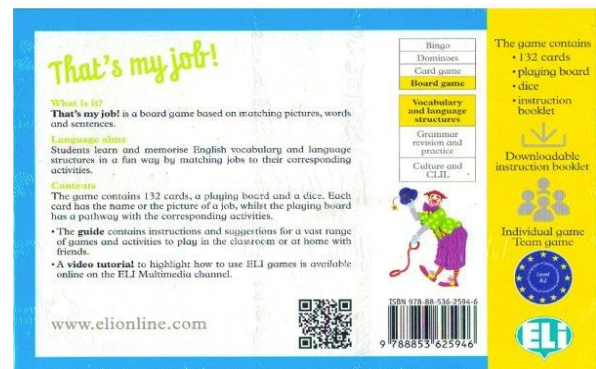 That's my job!
What is it?
That's my job! is a board game based on matching pictures, words
and sentences.
Language aims
Students learn and memorise English vocabulary and language
structures in a fun way by matching jobs to their corresponding
activities.
Contents
The game contains 132 cards, a playing board and a dice. Each
card has the name or the picture of a job, whilst the playing board
has a pathway with the corresponding activities.
• The guide contains instructions and suggestions for a vast range
of games and activities to play in the classroom or at home with
friends.
• A video tutorial to highlight how to use ELI games is available
online on the ELI Multimedia channel.
www.elionline.com
Bingo
Dominoes
Card game
Board game
Vocabulary
and language
structures
Grammar
revision and
practice
Culture and
CLIL
ISBN 978-88-536-2594-6
9 788853 625946
The game contains
• 132 cards
• playing board
• dice
• instruction
booklet
Downloadable
instruction booklet
Individual game
Team game
Level
A2
ELi